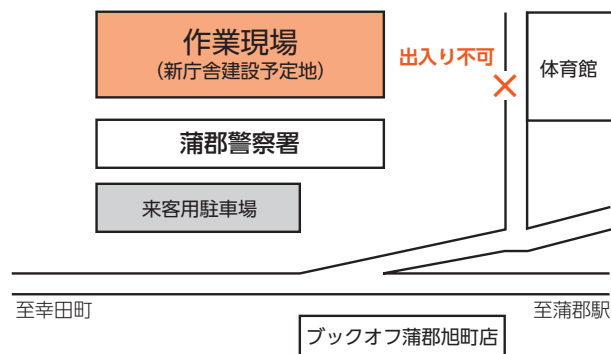 作業現場
(新庁舎建設予定地)
出入り不可
体育館
蒲郡警察署
来客用駐車場
至幸田町
至蒲郡駅
ブックオフ蒲郡旭町店